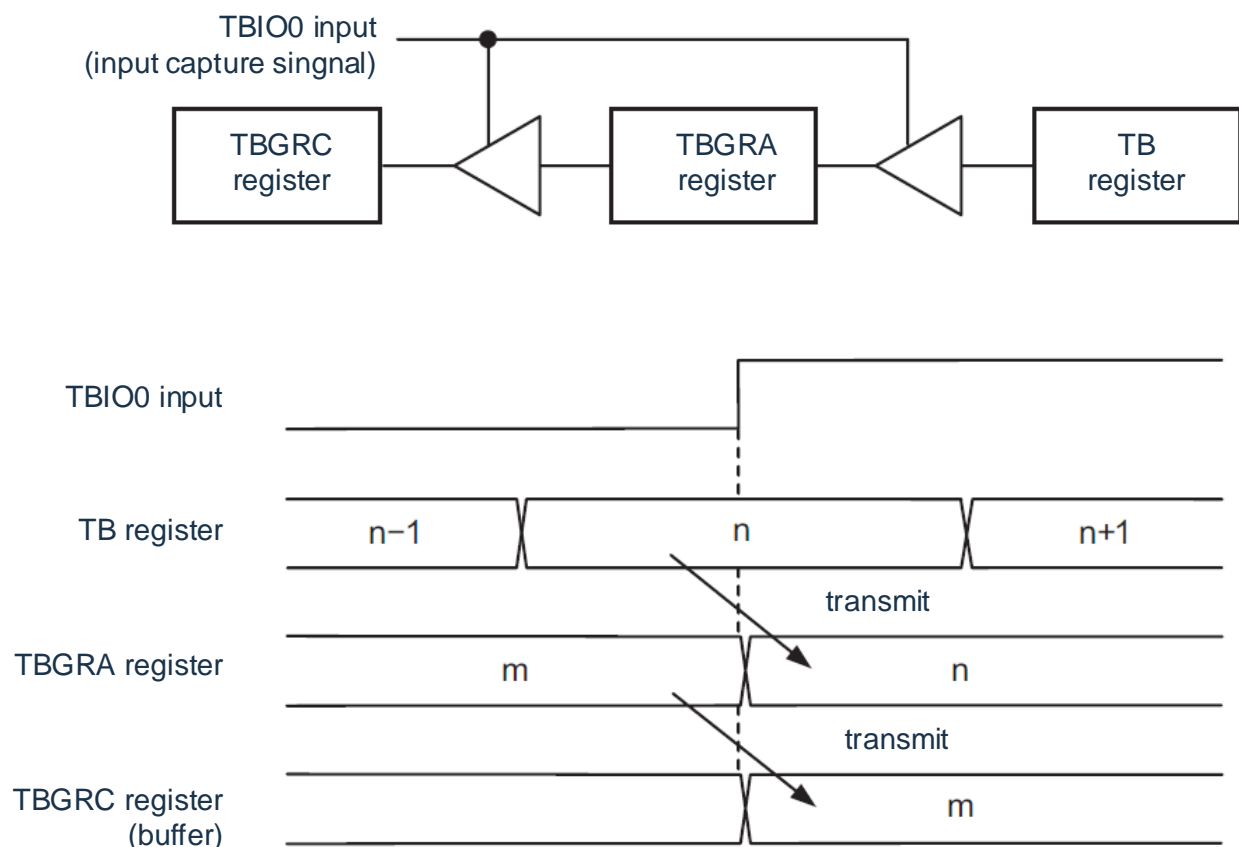 TBIO0 input
(input capture singnal)
TBGRC
register
TBGRA
register
TB
register
TBIO0 input
TB register
n−1
n
n+1
transmit
TBGRA register
m
n
transmit
TBGRC register
(buffer)
m